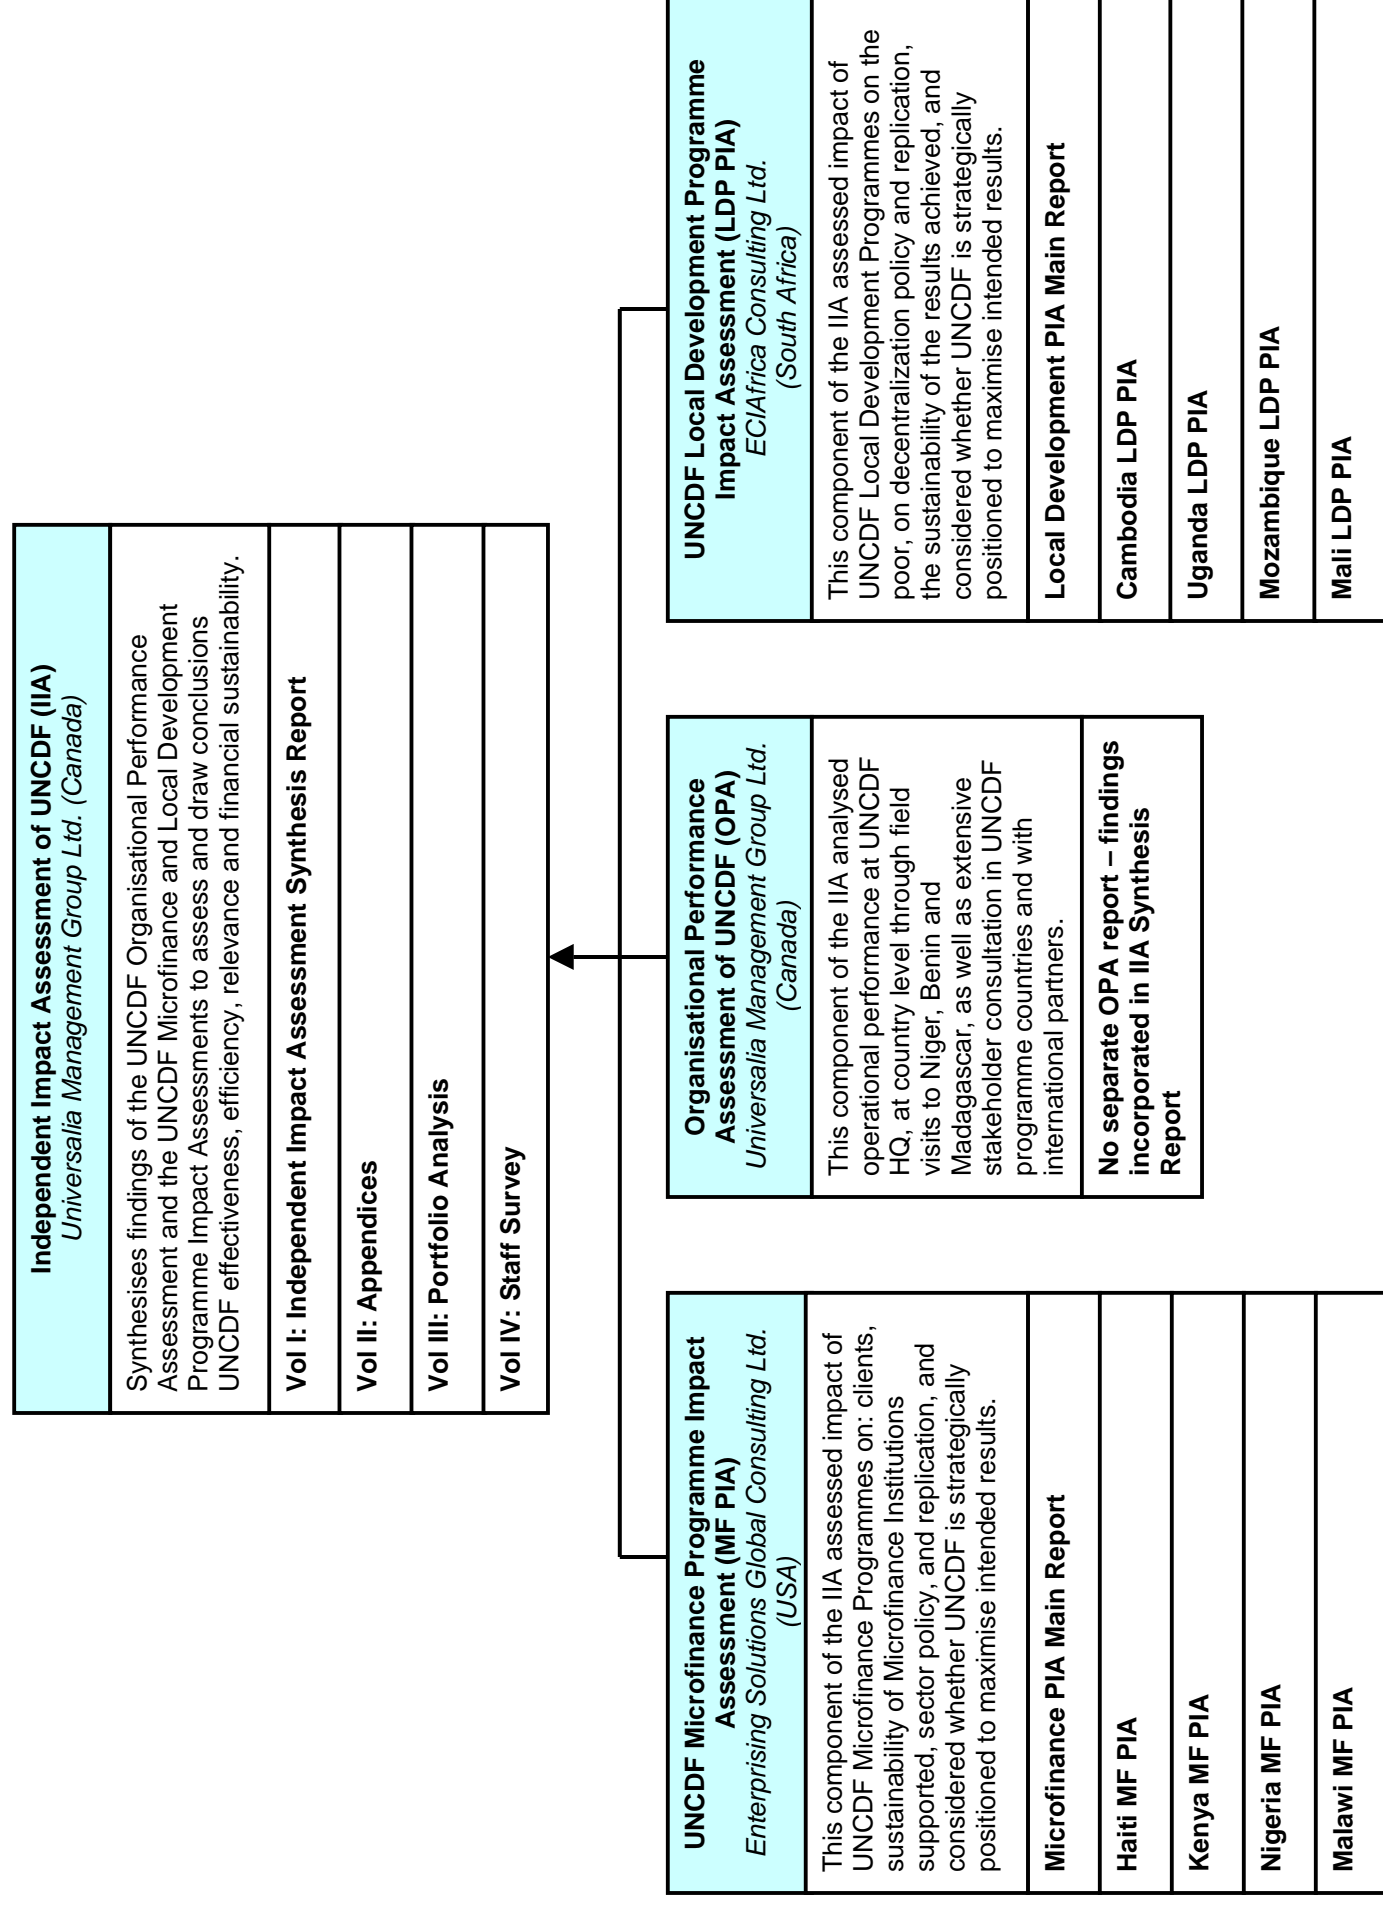 Independent Impact Assessment of UNCDF (IIA)
Universalia Management Group Ltd. (Canada)
Synthesises findings of the UNCDF Organisational Performance
Assessment and the UNCDF Microfinance and Local Development
Programme Impact Assessments to assess and draw conclusions
UNCDF effectiveness, efficiency, relevance and financial sustainability.
Vol I: Independent Impact Assessment Synthesis Report
Vol II: Appendices
Vol III: Portfolio Analysis
Vol IV: Staff Survey
UNCDF Microfinance Programme Impact
Assessment (MF PIA)
Enterprising Solutions Global Consulting Ltd.
(USA)
This component of the IIA assessed impact of
UNCDF Microfinance Programmes on: clients,
sustainability of Microfinance Institutions
supported, sector policy, and replication, and
considered whether UNCDF is strategically
positioned to maximise intended results.
Microfinance PIA Main Report
Haiti MF PIA
Kenya MF PIA
Nigeria MF PIA
Malawi MF PIA
Organisational Performance
Assessment of UNCDF (OPA)
Universalia Management Group Ltd.
(Canada)
This component of the IIA analysed
operational performance at UNCDF
HQ, at country level through field
visits to Niger, Benin and
Madagascar, as well as extensive
stakeholder consultation in UNCDF
programme countries and with
international partners.
No separate OPA report – findings
incorporated in IIA Synthesis
Report
UNCDF Local Development Programme
Impact Assessment (LDP PIA)
ECIAfrica Consulting Ltd.
(South Africa)
This component of the IIA assessed impact of
UNCDF Local Development Programmes on the
poor, on decentralization policy and replication,
the sustainability of the results achieved, and
considered whether UNCDF is strategically
positioned to maximise intended results.
Local Development PIA Main Report
Cambodia LDP PIA
Uganda LDP PIA
Mozambique LDP PIA
Mali LDP PIA